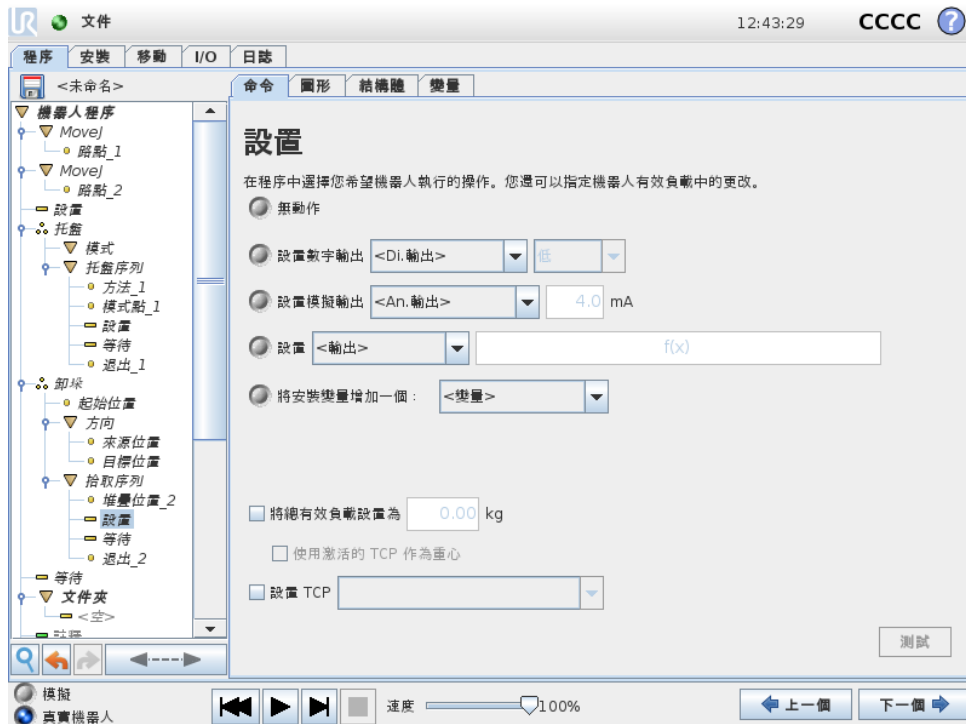 UR 文件 12:43:29 CCCC ?
程序 安裝 移動 I/O 日誌
<未命名>
命令 圖形 結構體 變量
機器人程序
MoveJ
路點_1
MoveJ
路點_2
設置
托盤
模式
托盤序列
方法_1
模式點_1
設置
等待
退出_1
卸垛
起始位置
方向
來源位置
目標位置
拾取序列
堆疊位置_2
設置
等待
退出_2
等待
文件夾
<空>
註釋
設置
在程序中選擇您希望機器人執行的操作。您還可以指定機器人有效負載中的更改。
無動作
設置數字輸出 <Di.輸出> 低
設置模擬輸出 <An.輸出> 4.0 mA
設置 <輸出> f(x)
將安裝變量增加一個： <變量>
將總有效負載設置為 0.00 kg
使用激活的 TCP 作為重心
設置 TCP
測試
模擬
真實機器人
速度 100%
上一個 下一個